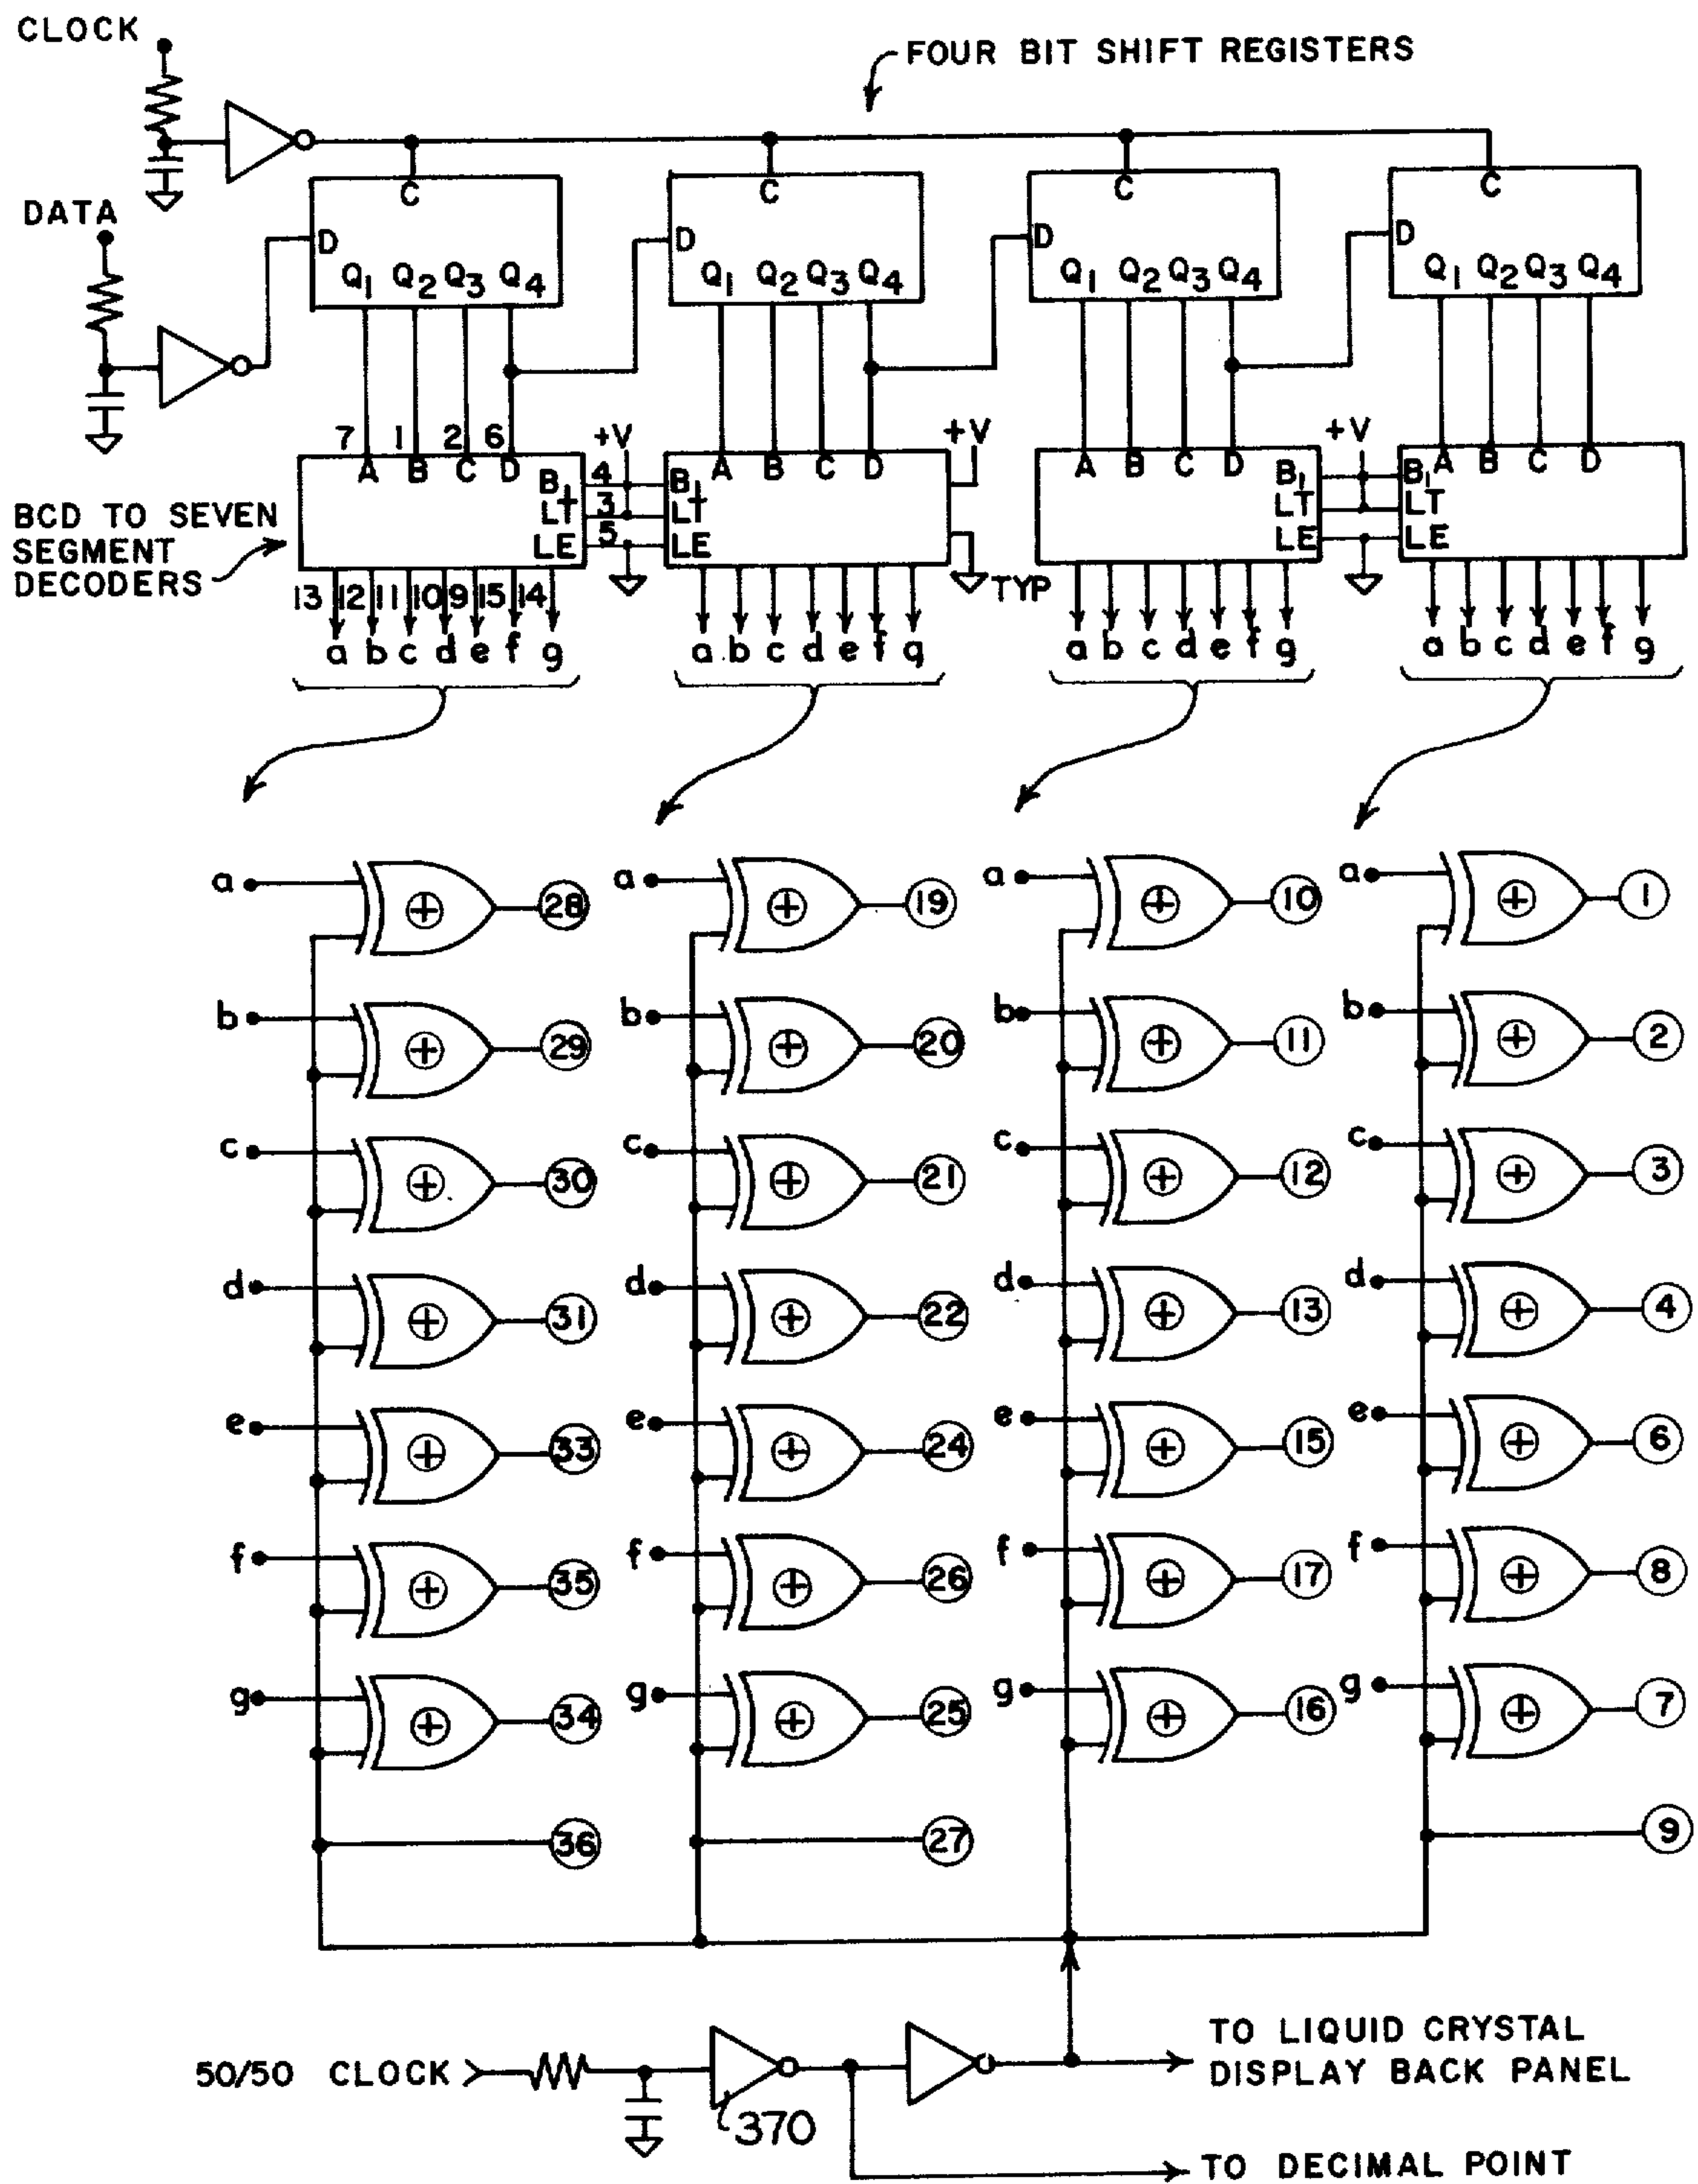 CLOCK
FOUR BIT SHIFT REGISTERS
C C C C
DATA
D D D D
Q1 Q2 Q3 Q4 Q1 Q2 Q3 Q4 Q1 Q2 Q3 Q4 Q1 Q2 Q3 Q4
7 1 2 6 +V +V +V
A B C D A B C D A B C D A B C D
BI 4 BI BI BI
LT 3 LT LT LT
LE 5 LE LE LE
BCD TO SEVEN
SEGMENT
DECODERS
TYP
13 12 11 10 9 15 14
a b c d e f g a b c d e f g a b c d e f g a b c d e f g
a + 28 a + 19 a + 10 a + 1
b + 29 b + 20 b + 11 b + 2
c + 30 c + 21 c + 12 c + 3
d + 31 d + 22 d + 13 d + 4
e + 33 e + 24 e + 15 e + 6
f + 35 f + 26 f + 17 f + 8
g + 34 g + 25 g + 16 g + 7
36 27 9
50/50 CLOCK
370
TO LIQUID CRYSTAL
DISPLAY BACK PANEL
TO DECIMAL POINT